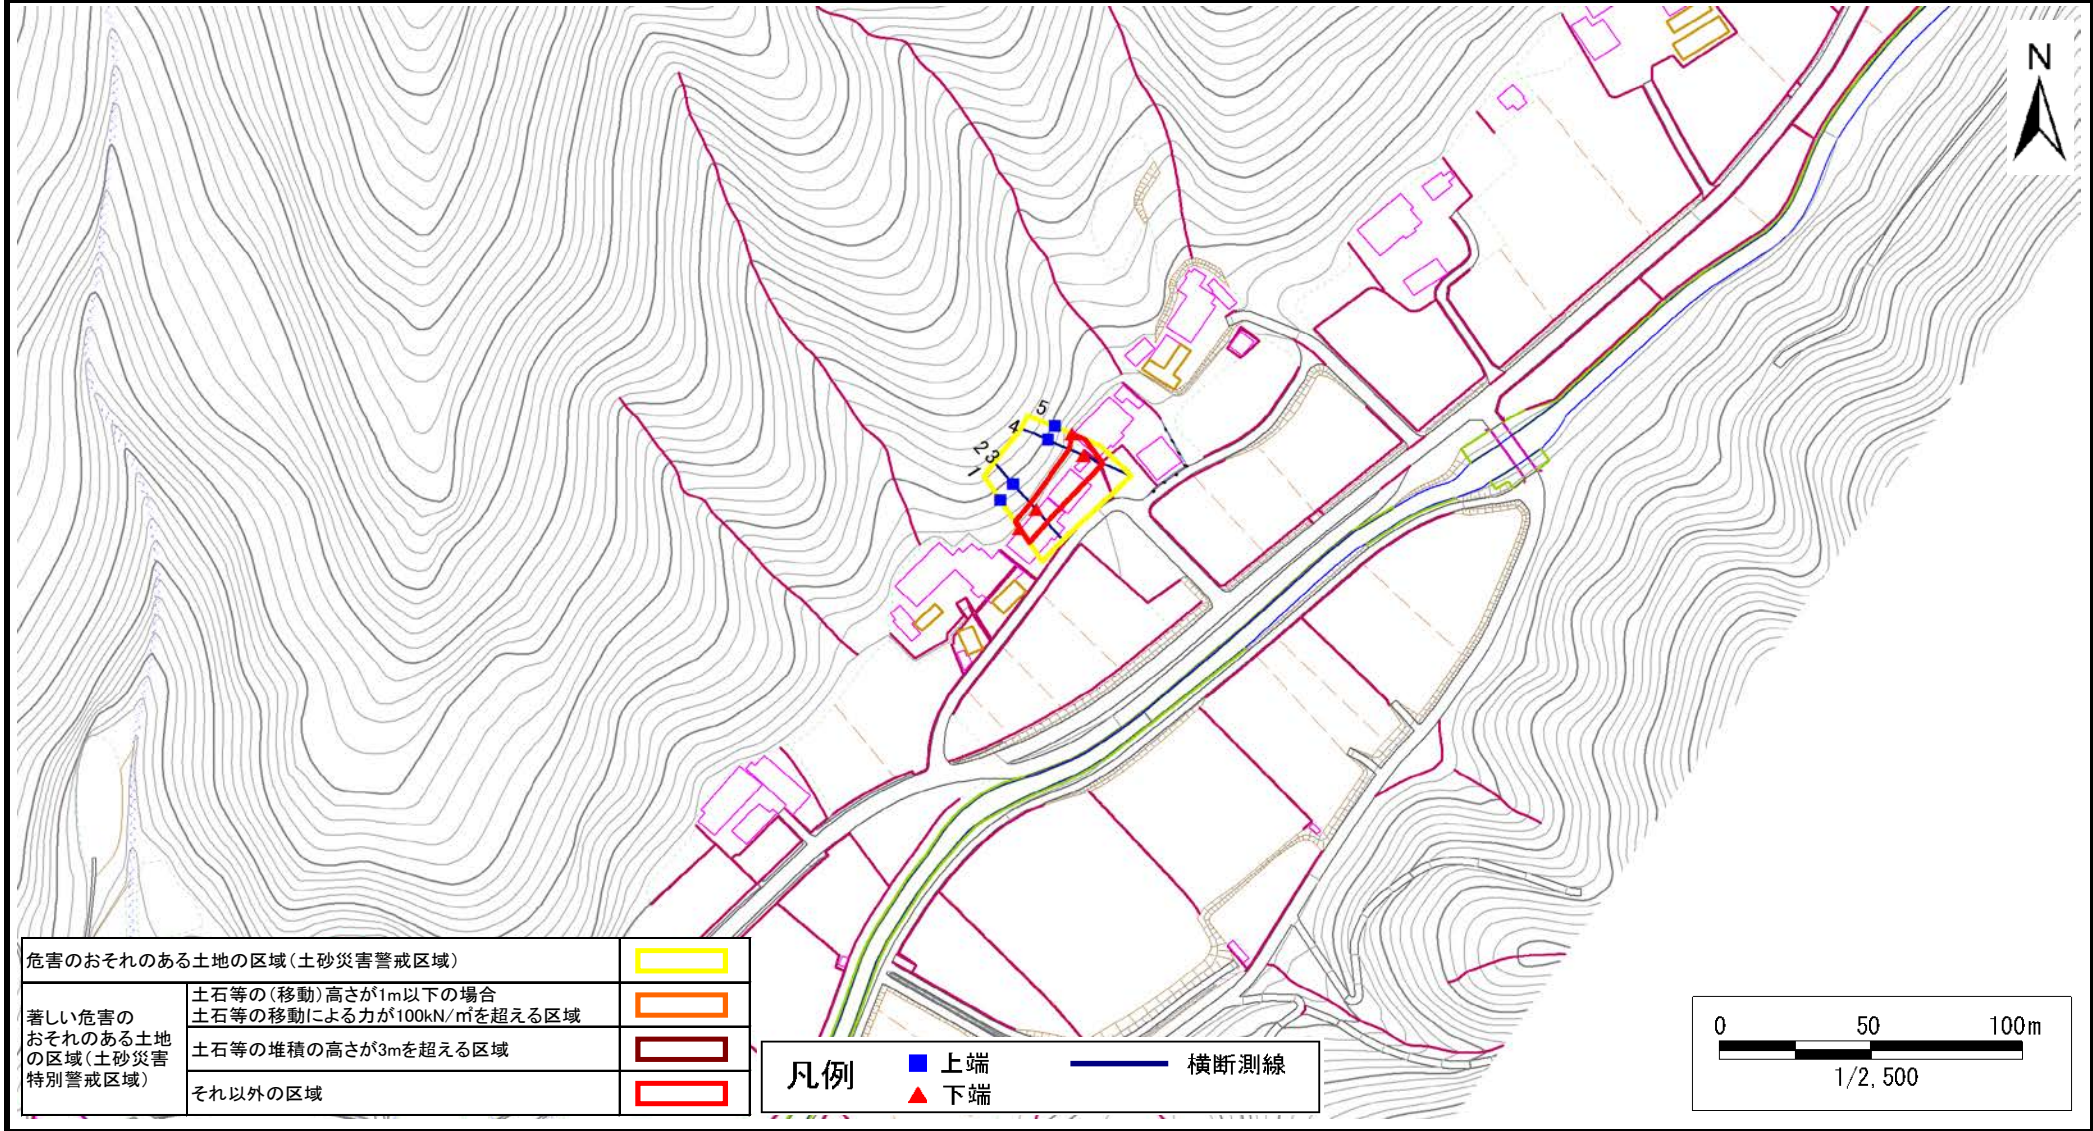 N
5
4
3
2
1
危害のおそれのある土地の区域(土砂災害警戒区域)
著しい危害の
おそれのある土地
の区域(土砂災害
特別警戒区域)
土石等の(移動)高さが1m以下の場合
土石等の移動による力が100kN/㎡を超える区域
土石等の堆積の高さが3mを超える区域
それ以外の区域
凡例
上端
下端
横断測線
0 50 100m
1/2,500